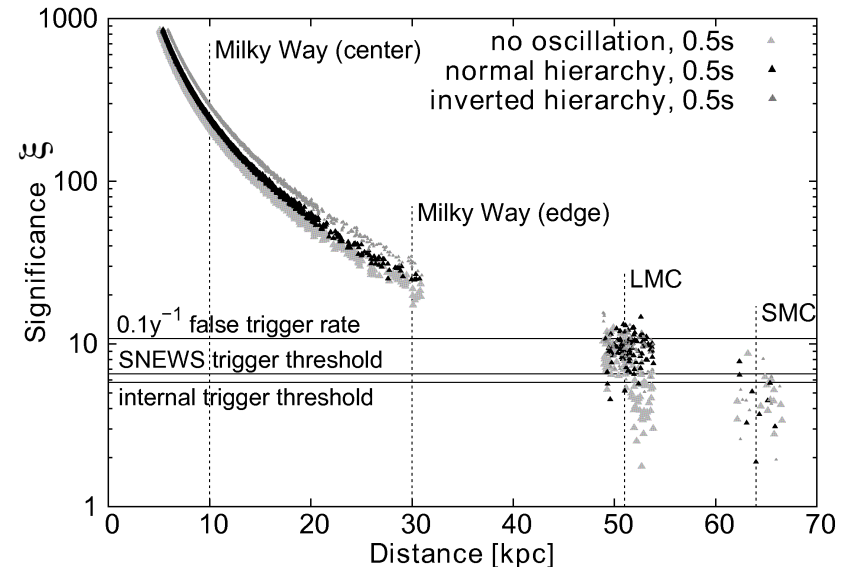 1000
100
10
1
Significance ξ
Milky Way (center)
no oscillation, 0.5s
normal hierarchy, 0.5s
inverted hierarchy, 0.5s
Milky Way (edge)
LMC
SMC
0.1y⁻¹ false trigger rate
SNEWS trigger threshold
internal trigger threshold
0 10 20 30 40 50 60 70
Distance [kpc]